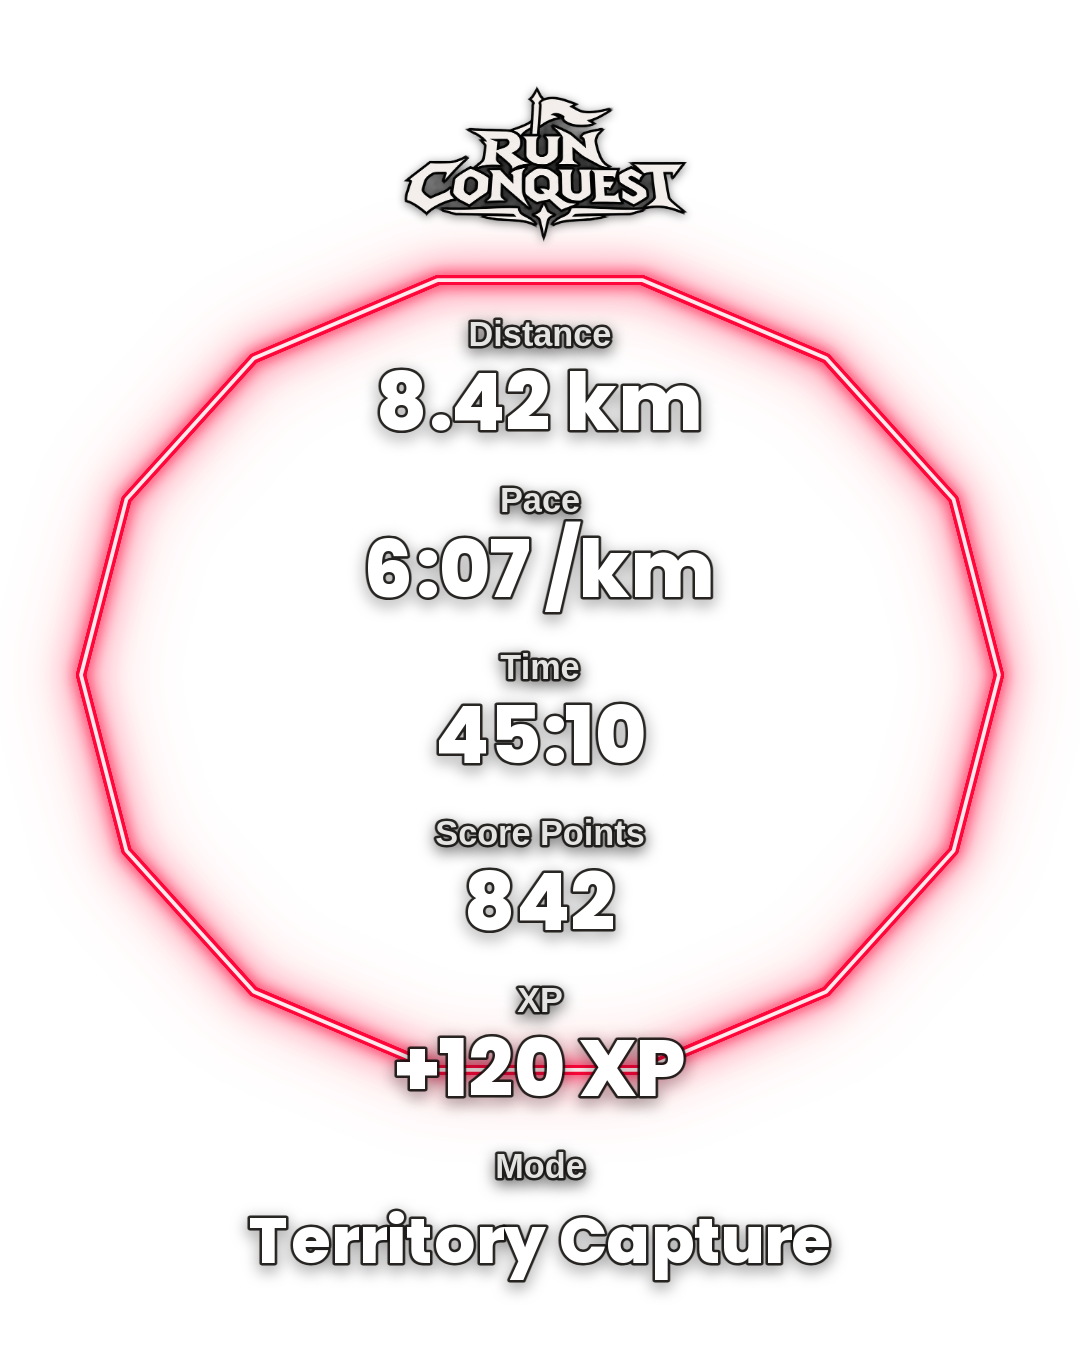 RUN
CONQUEST
Distance
8.42 km
Pace
6:07 /km
Time
45:10
Score Points
842
XP
+120 XP
Mode
Territory Capture